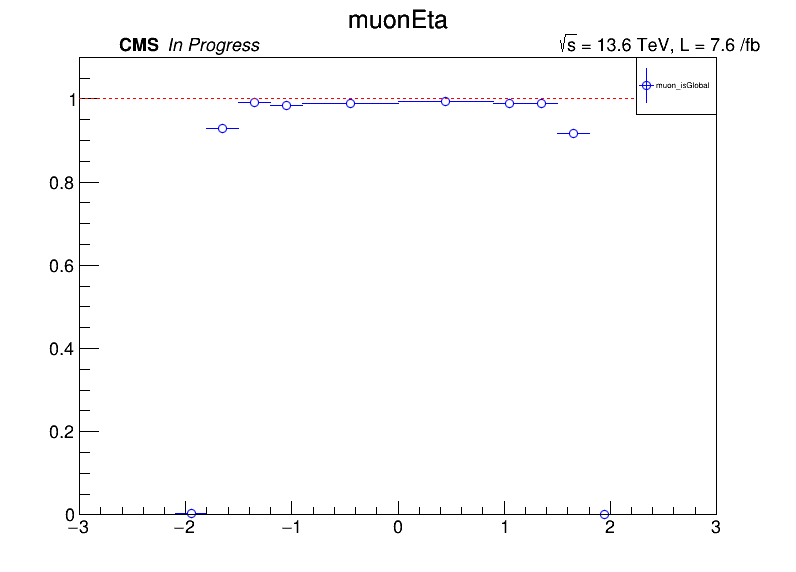 muonEta
CMS In Progress
√s = 13.6 TeV, L = 7.6 /fb
muon_isGlobal
1
0.8
0.6
0.4
0.2
0
−3 −2 −1 0 1 2 3